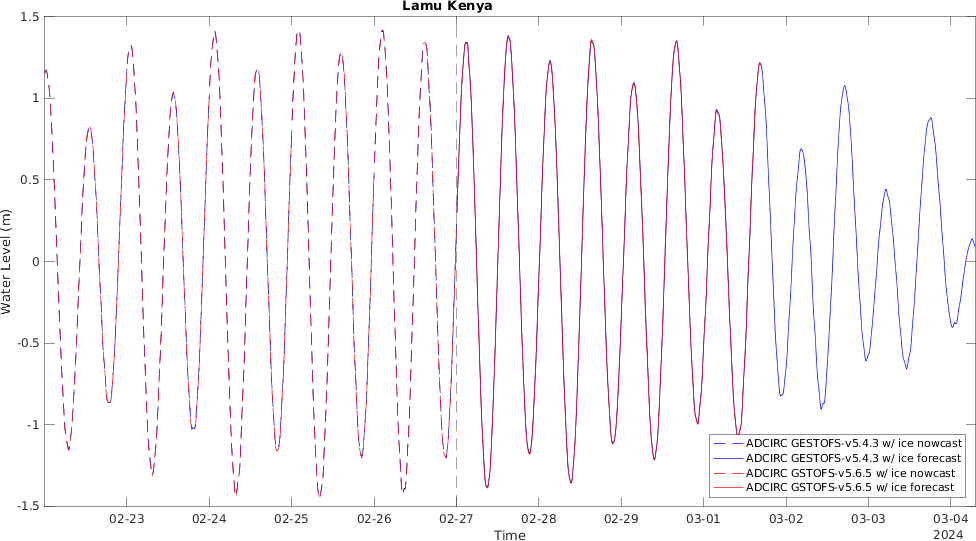 Lamu Kenya
1.5
1
0.5
0
-0.5
-1
-1.5
Water Level (m)
02-23
02-24
02-25
02-26
02-27
02-28
02-29
03-01
03-02
03-03
03-04
Time
2024
ADCIRC GESTOFS-v5.4.3 w/ ice nowcast
ADCIRC GESTOFS-v5.4.3 w/ ice forecast
ADCIRC GSTOFS-v5.6.5 w/ ice nowcast
ADCIRC GSTOFS-v5.6.5 w/ ice forecast